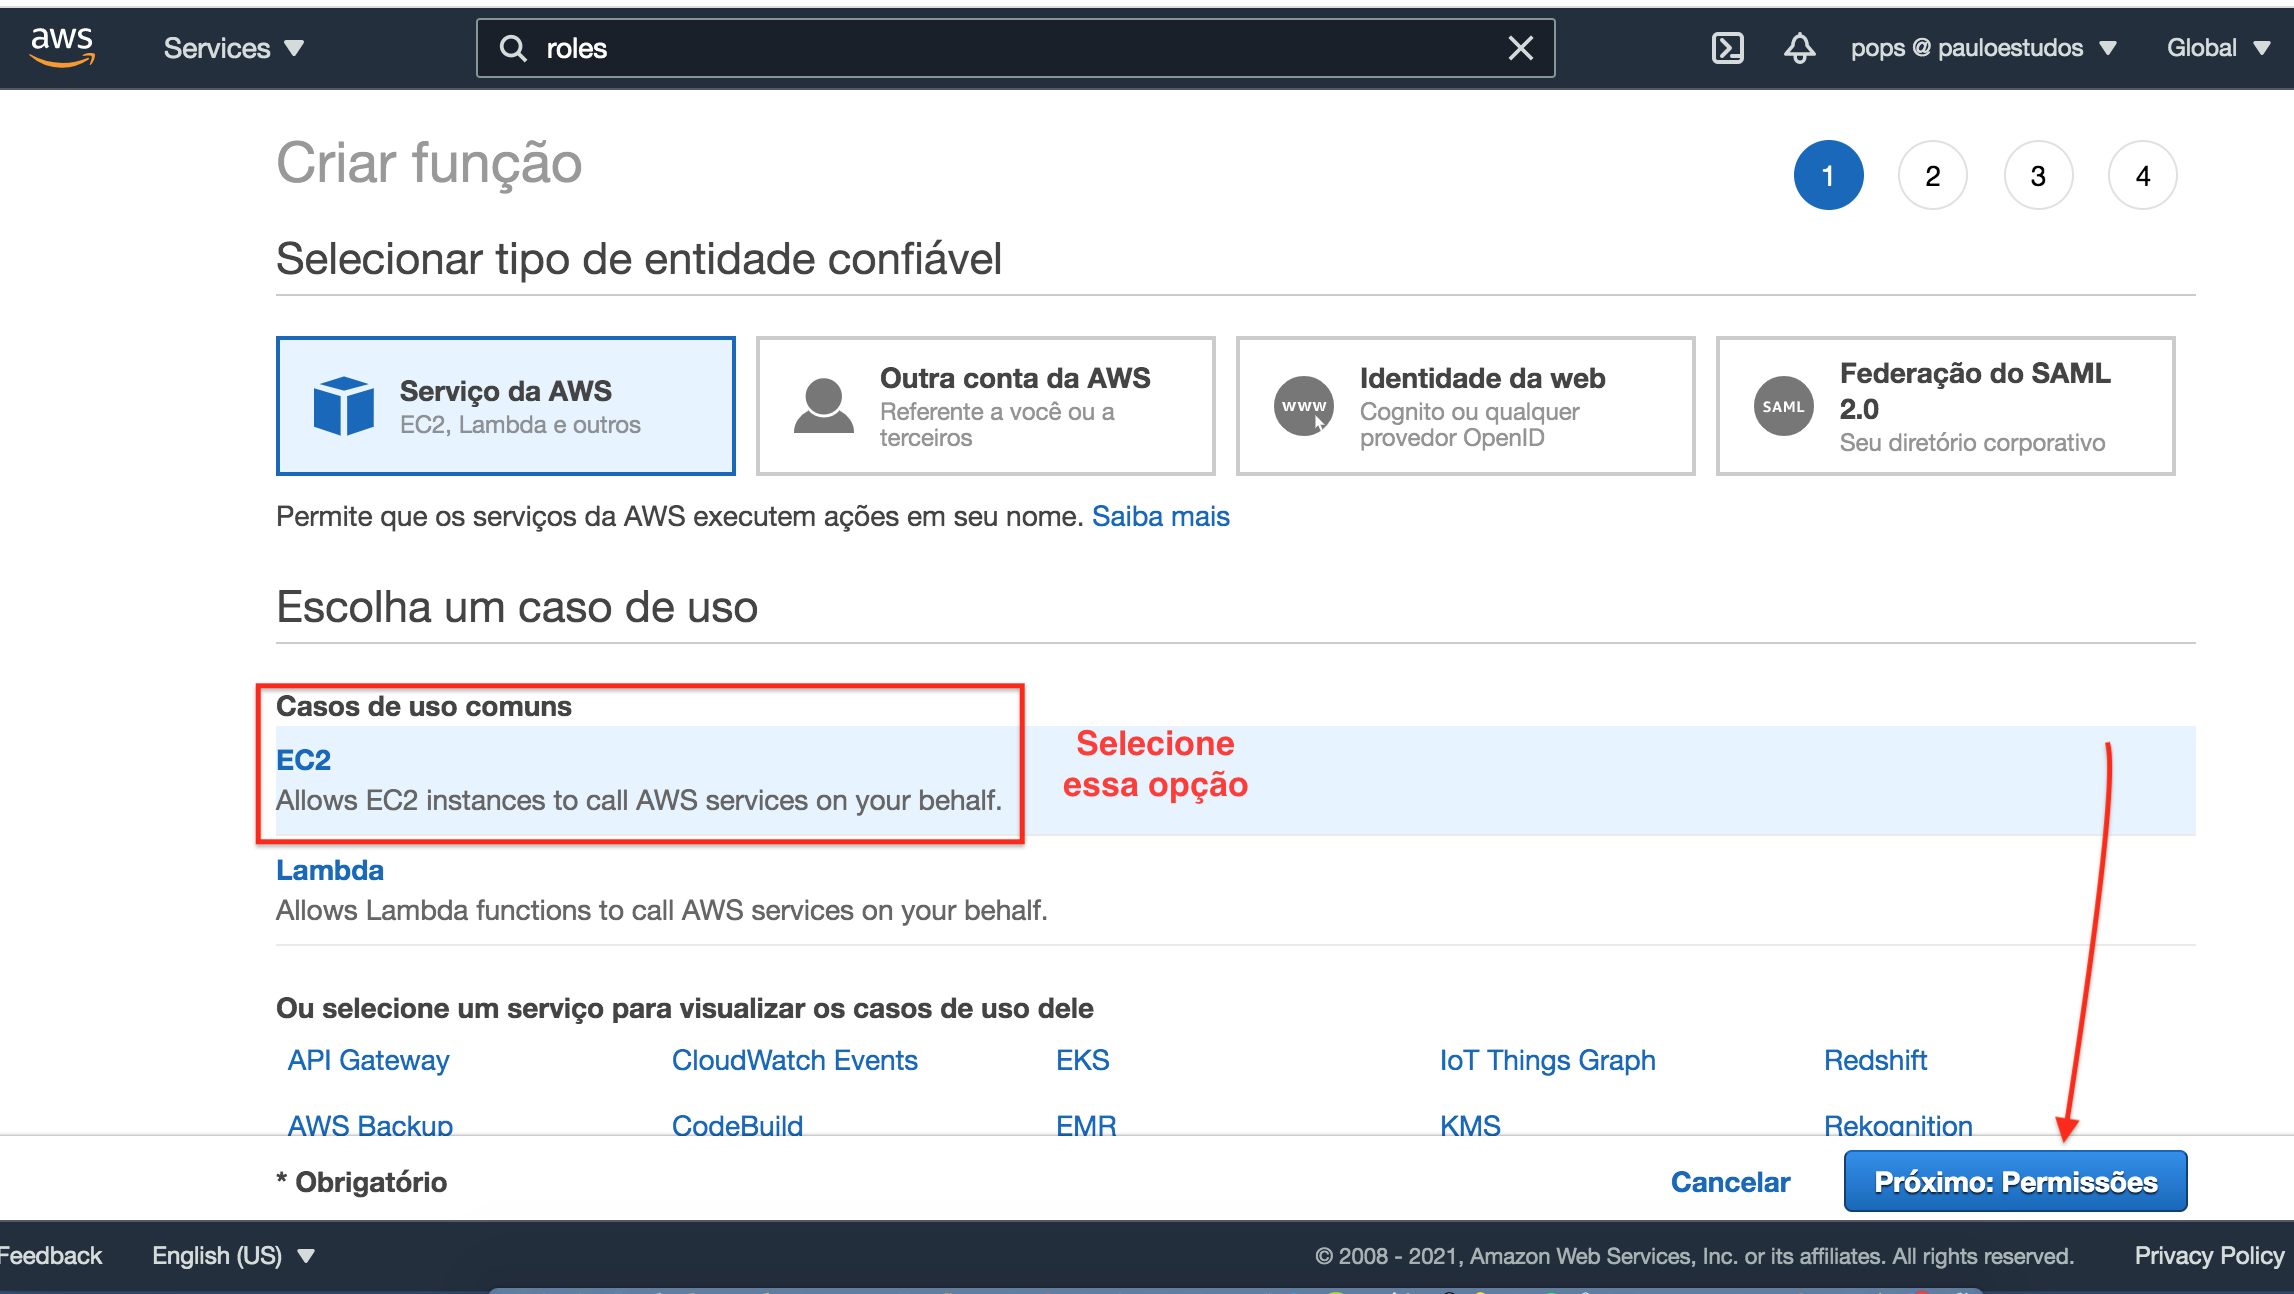 aws
Services
roles
pops @ pauloestudos
Global
Criar função
1
2
3
4
Selecionar tipo de entidade confiável
Serviço da AWS
EC2, Lambda e outros
Outra conta da AWS
Referente a você ou a
terceiros
www
Identidade da web
Cognito ou qualquer
provedor OpenID
SAML
Federação do SAML
2.0
Seu diretório corporativo
Permite que os serviços da AWS executem ações em seu nome. Saiba mais
Escolha um caso de uso
Casos de uso comuns
EC2
Allows EC2 instances to call AWS services on your behalf.
Selecione
essa opção
Lambda
Allows Lambda functions to call AWS services on your behalf.
Ou selecione um serviço para visualizar os casos de uso dele
API Gateway
CloudWatch Events
EKS
IoT Things Graph
Redshift
AWS Backup
CodeBuild
EMR
KMS
Rekognition
* Obrigatório
Cancelar
Próximo: Permissões
Feedback
English (US)
© 2008 - 2021, Amazon Web Services, Inc. or its affiliates. All rights reserved.
Privacy Policy